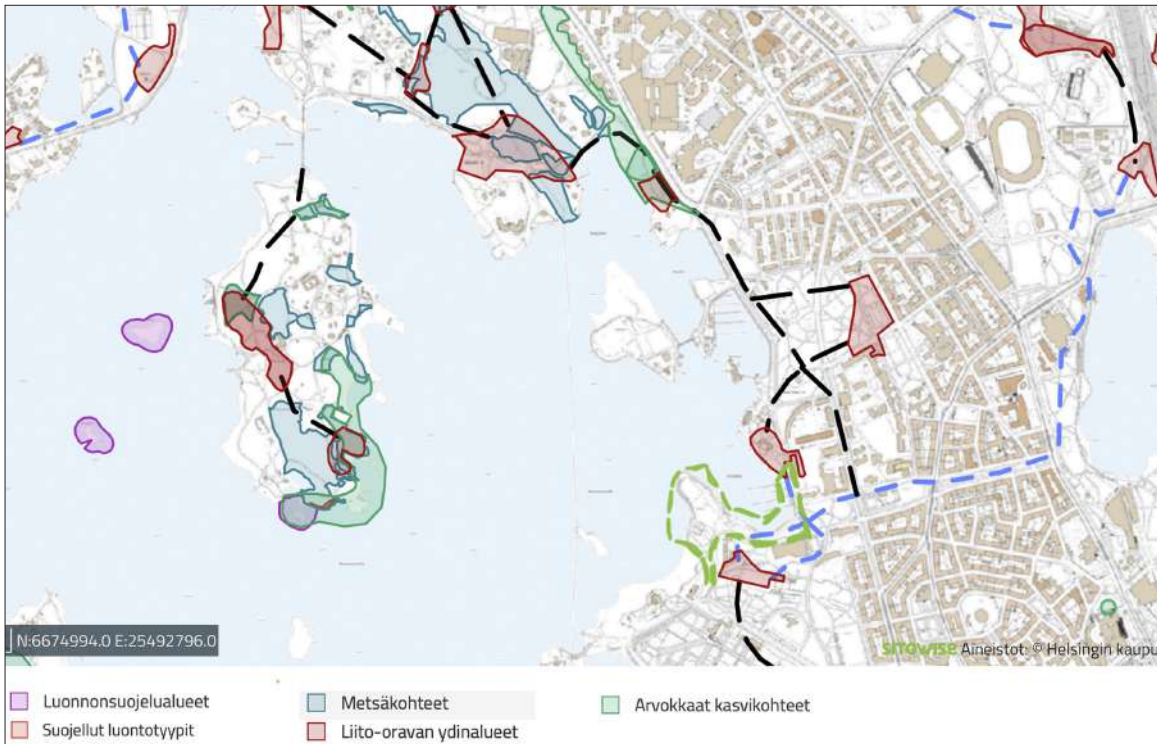 N:6674994.0 E:25492796.0
sitowise Aineistot: © Helsingin kaupu
Luonnonsuojelualueet
Metsäkohteet
Arvokkaat kasvikohteet
Suojellut luontotyypit
Liito-oravan ydinalueet